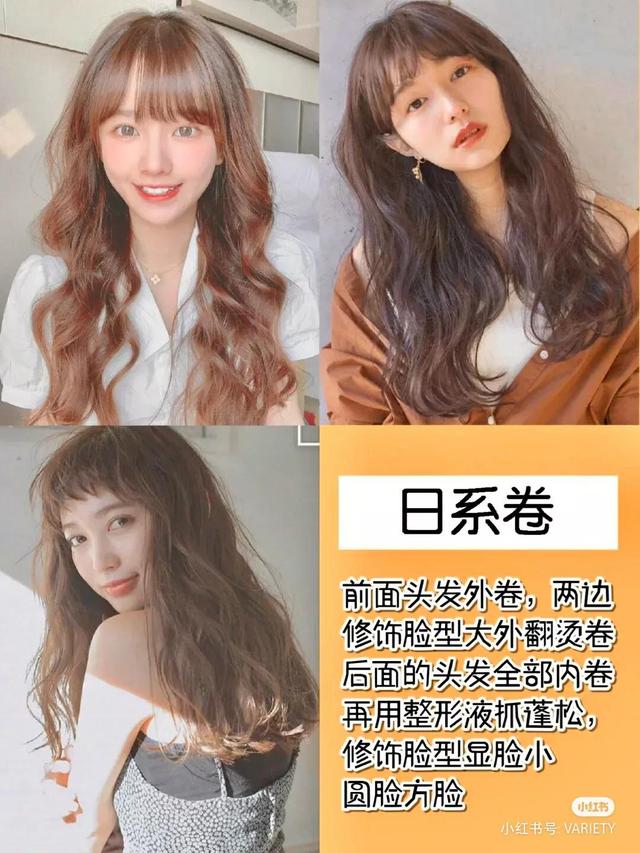 日系卷
前面头发外卷，两边
修饰脸型大外翻烫卷
后面的头发全部内卷
再用整形液抓蓬松，
修饰脸型显脸小
圆脸方脸
小红书
小红书号: VARIETY